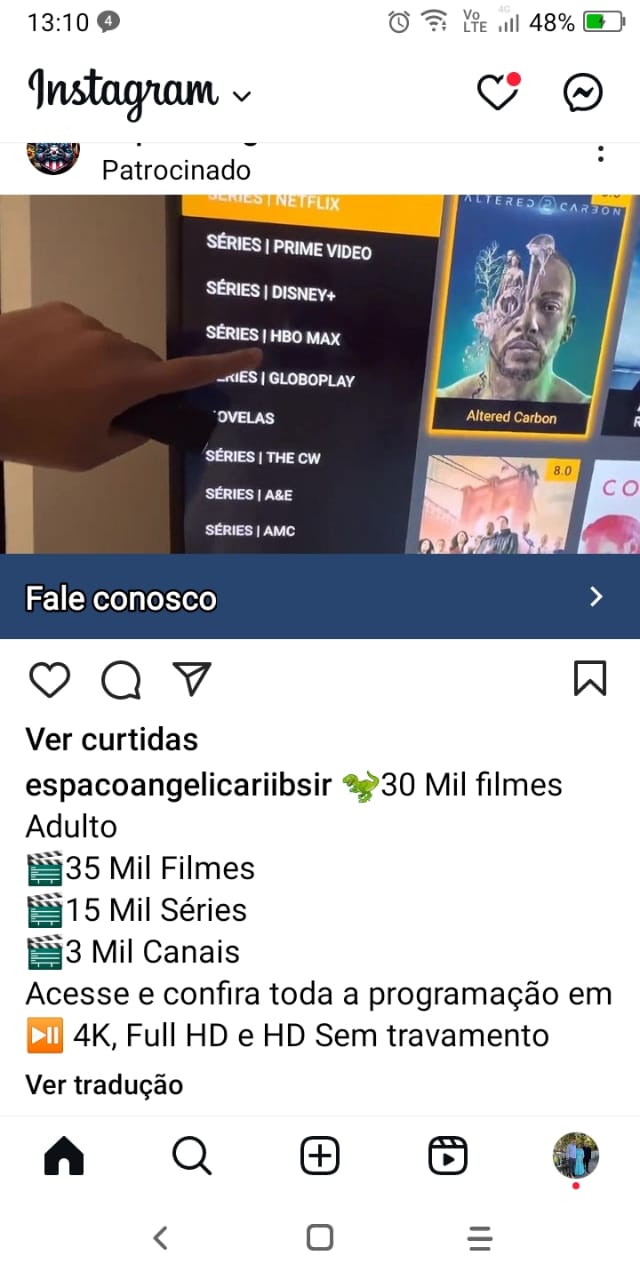 13:10 4 4G Vo LTE 48%
Instagram
Patrocinado
SÉRIES | NETFLIX
SÉRIES | PRIME VIDEO
SÉRIES | DISNEY+
SÉRIES | HBO MAX
RIES | GLOBOPLAY
OVELAS
SÉRIES | THE CW
SÉRIES | A&E
SÉRIES | AMC
ALTERED 2 CARBON
Altered Carbon
8.0
CO
Fale conosco
Ver curtidas
espacoangelicariibsir 🦖30 Mil filmes
Adulto
🎬35 Mil Filmes
🎬15 Mil Séries
🎬3 Mil Canais
Acesse e confira toda a programação em
⏯ 4K, Full HD e HD Sem travamento
Ver tradução